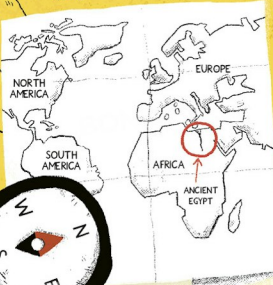 NORTH
AMERICA
EUROPE
SOUTH
AMERICA
AFRICA
ANCIENT
EGYPT
W
N
S
E